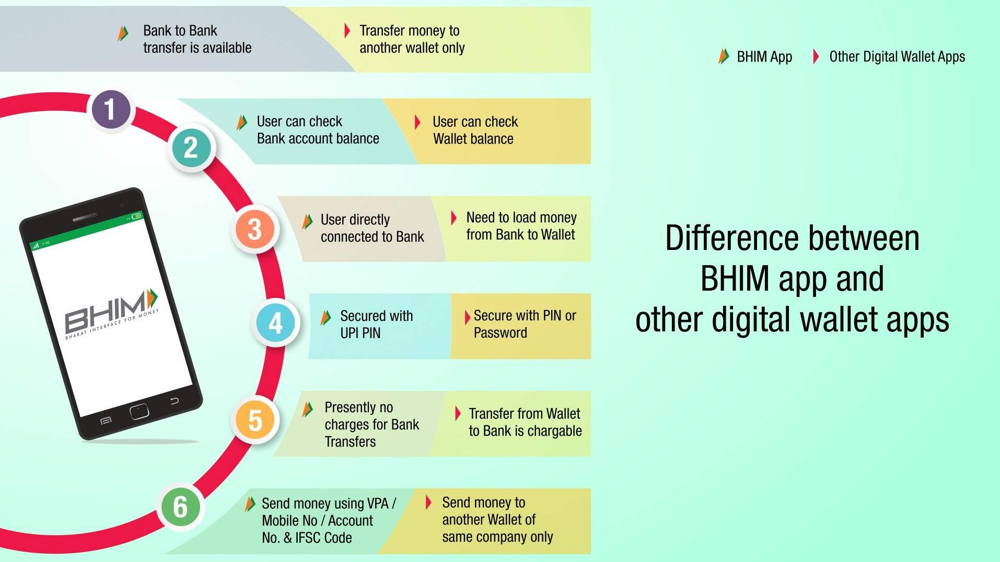 Bank to Bank
transfer is available
Transfer money to
another wallet only
BHIM App
Other Digital Wallet Apps
1
2
User can check
Bank account balance
User can check
Wallet balance
3
User directly
connected to Bank
Need to load money
from Bank to Wallet
Difference between
BHIM app and
other digital wallet apps
4G
BHIM
BHARAT INTERFACE FOR MONEY
4
Secured with
UPI PIN
Secure with PIN or
Password
5
Presently no
charges for Bank
Transfers
Transfer from Wallet
to Bank is chargable
6
Send money using VPA /
Mobile No / Account
No. & IFSC Code
Send money to
another Wallet of
same company only